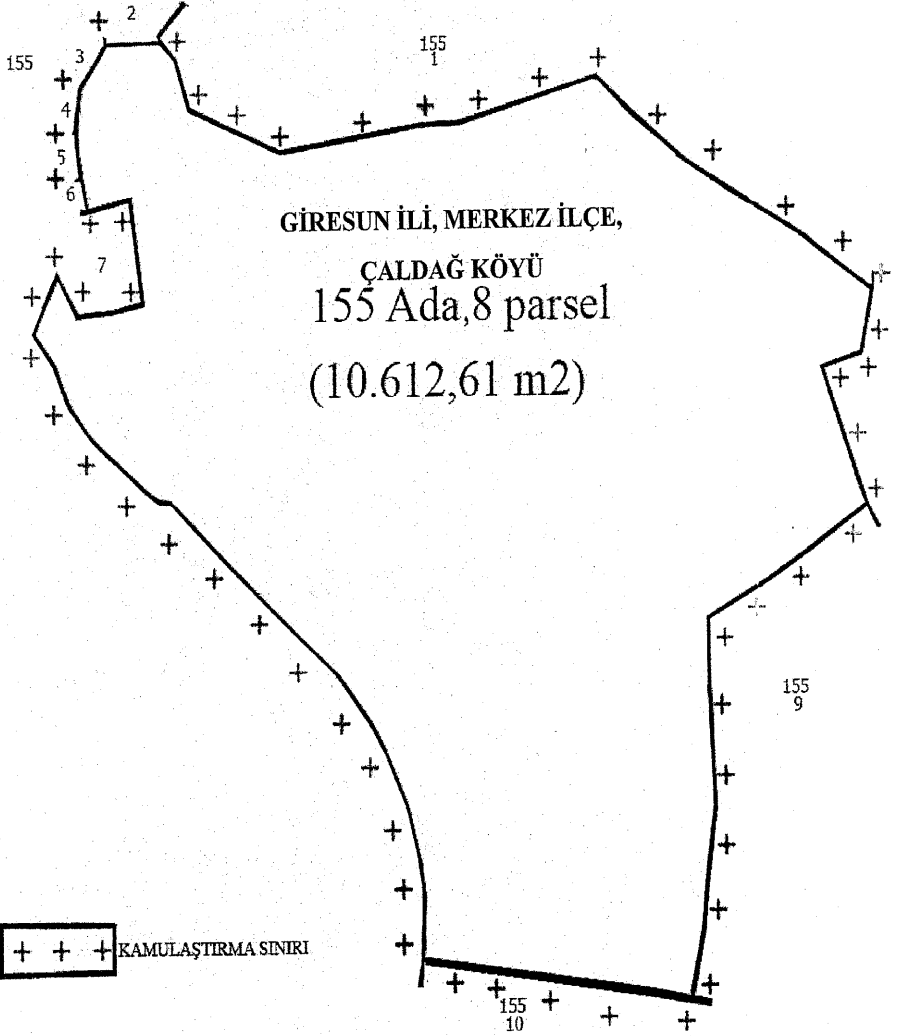 2
155
1
155
3
4
5
6
7
GİRESUN İLİ, MERKEZ İLÇE,
ÇALDAĞ KÖYÜ
155 Ada,8 parsel
(10.612,61 m2)
155
9
KAMULAŞTIRMA SINIRI
155
10